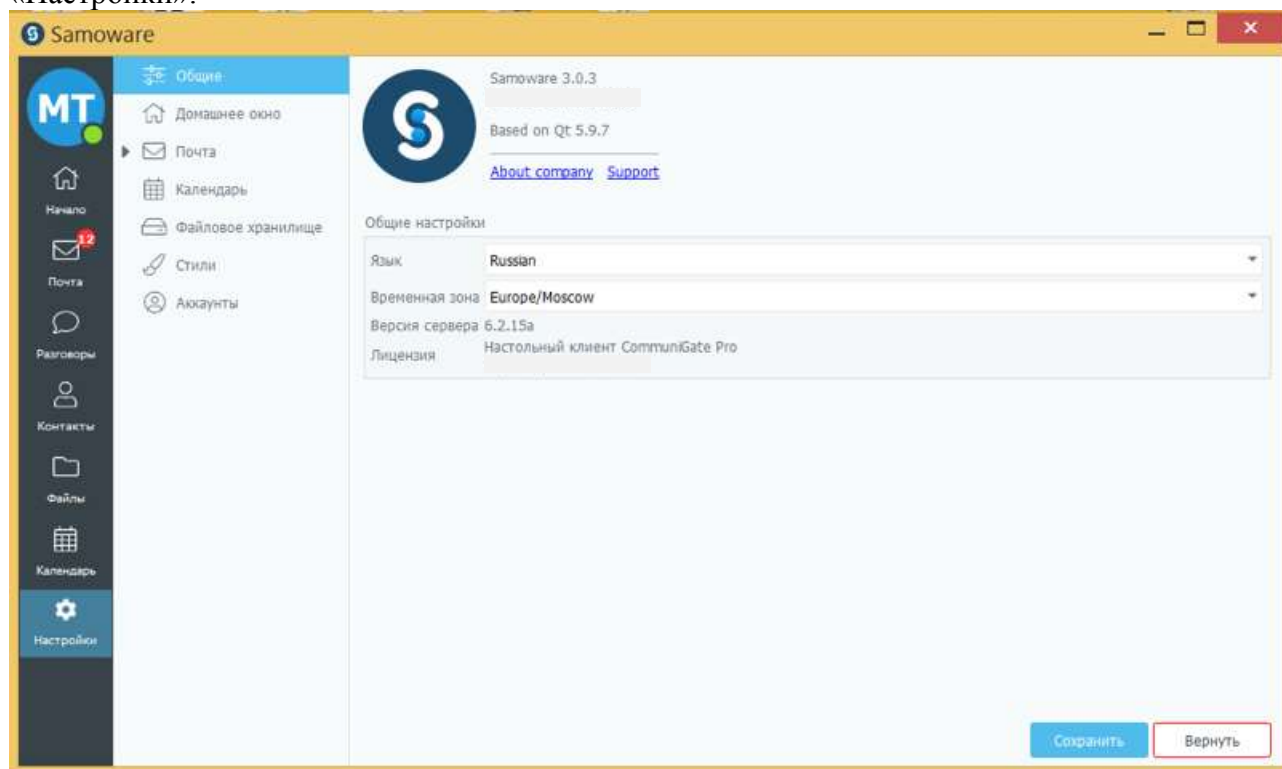 «Настройки».
Samoware
MT
Начало
12
Почта
Разговоры
Контакты
Файлы
Календарь
Настройки
Общие
Домашнее окно
Почта
Календарь
Файловое хранилище
Стили
Аккаунты
Samoware 3.0.3
Based on Qt 5.9.7
About company Support
Общие настройки
Язык Russian
Временная зона Europe/Moscow
Версия сервера 6.2.15a
Лицензия Настольный клиент CommuniGate Pro
Сохранить Вернуть